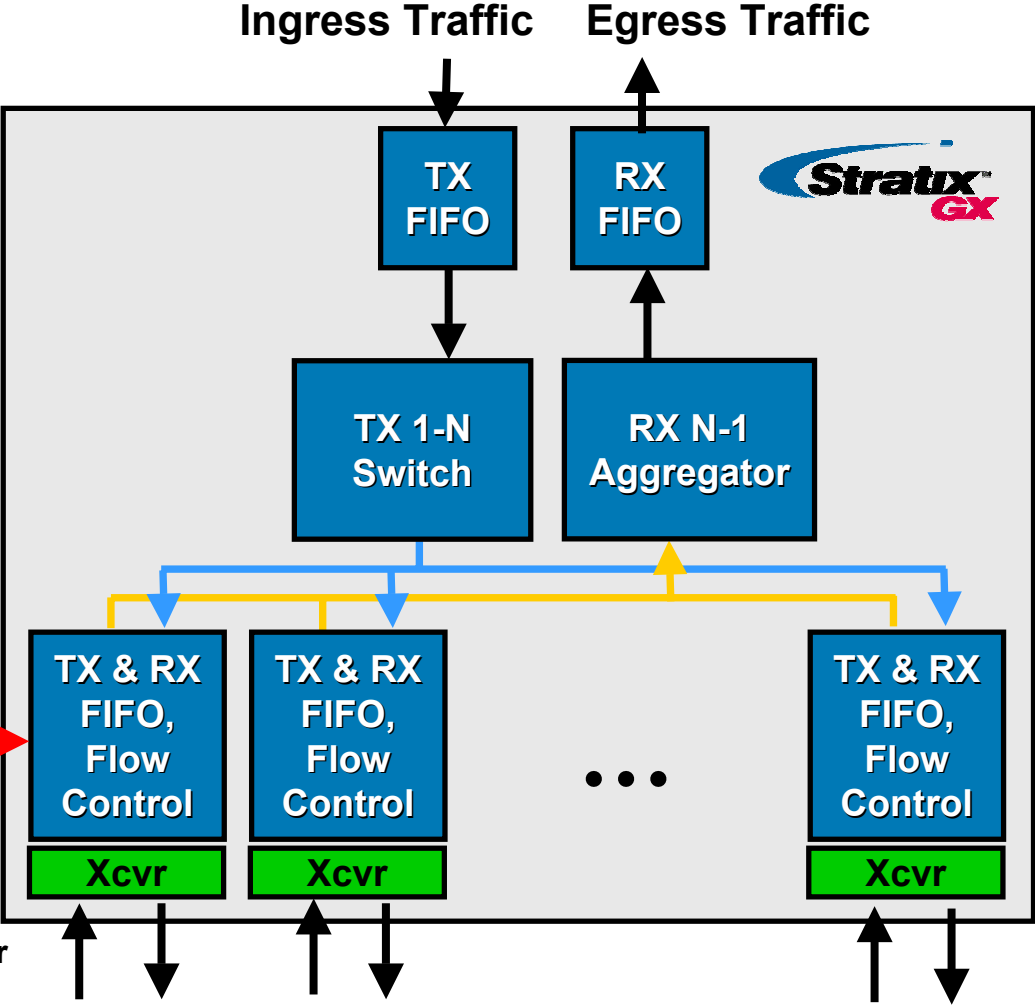 Ingress Traffic Egress Traffic
TX
FIFO
RX
FIFO
Stratix™
GX
TX 1-N
Switch
RX N-1
Aggregator
TX & RX
FIFO,
Flow
Control
TX & RX
FIFO,
Flow
Control
TX & RX
FIFO,
Flow
Control
• • •
Xcvr
Xcvr
Xcvr
r